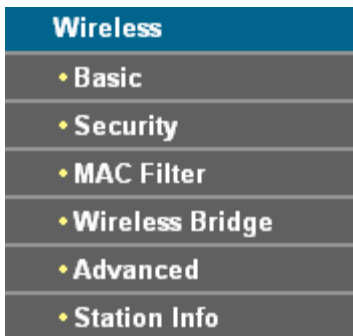 Wireless
• Basic
• Security
• MAC Filter
• Wireless Bridge
• Advanced
• Station Info